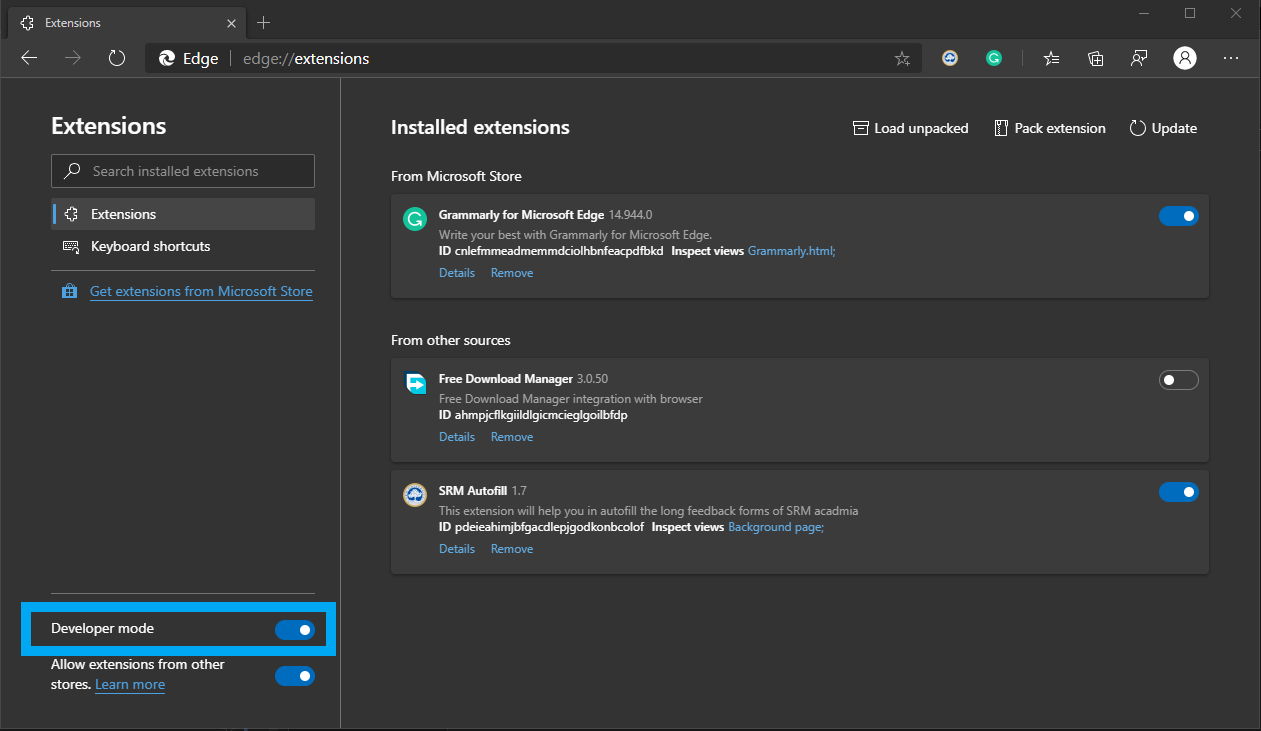 Extensions
Edge edge://extensions
Extensions
Search installed extensions
Extensions
Keyboard shortcuts
Get extensions from Microsoft Store
Developer mode
Allow extensions from other
stores. Learn more
Installed extensions
Load unpacked Pack extension Update
From Microsoft Store
Grammarly for Microsoft Edge 14.944.0
Write your best with Grammarly for Microsoft Edge.
ID cnlefmmeadmemmdciolhbnfeacpdfbkd Inspect views Grammarly.html;
Details Remove
From other sources
Free Download Manager 3.0.50
Free Download Manager integration with browser
ID ahmpjcflkgiildlgicmcieglgoilbfdp
Details Remove
SRM Autofill 1.7
This extension will help you in autofill the long feedback forms of SRM acadmia
ID pdeieahimjbfgacdlepjgodkonbcolof Inspect views Background page;
Details Remove